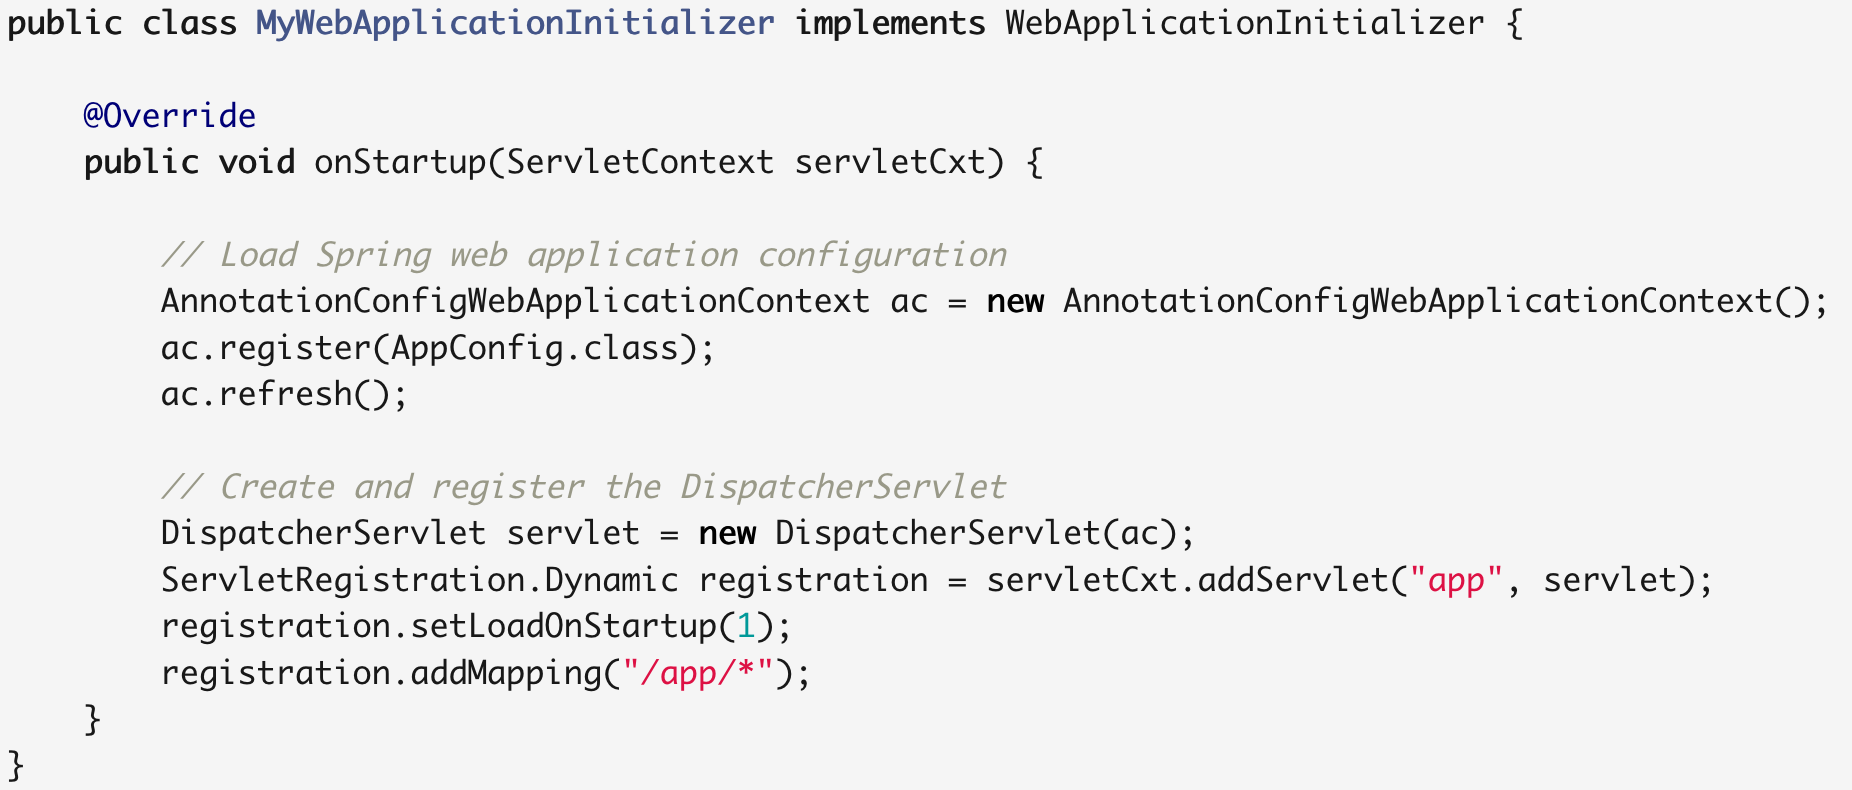 public class MyWebApplicationInitializer implements WebApplicationInitializer {
@Override
public void onStartup(ServletContext servletCxt) {
// Load Spring web application configuration
AnnotationConfigWebApplicationContext ac = new AnnotationConfigWebApplicationContext();
ac.register(AppConfig.class);
ac.refresh();
// Create and register the DispatcherServlet
DispatcherServlet servlet = new DispatcherServlet(ac);
ServletRegistration.Dynamic registration = servletCxt.addServlet("app", servlet);
registration.setLoadOnStartup(1);
registration.addMapping("/app/*");
}
}